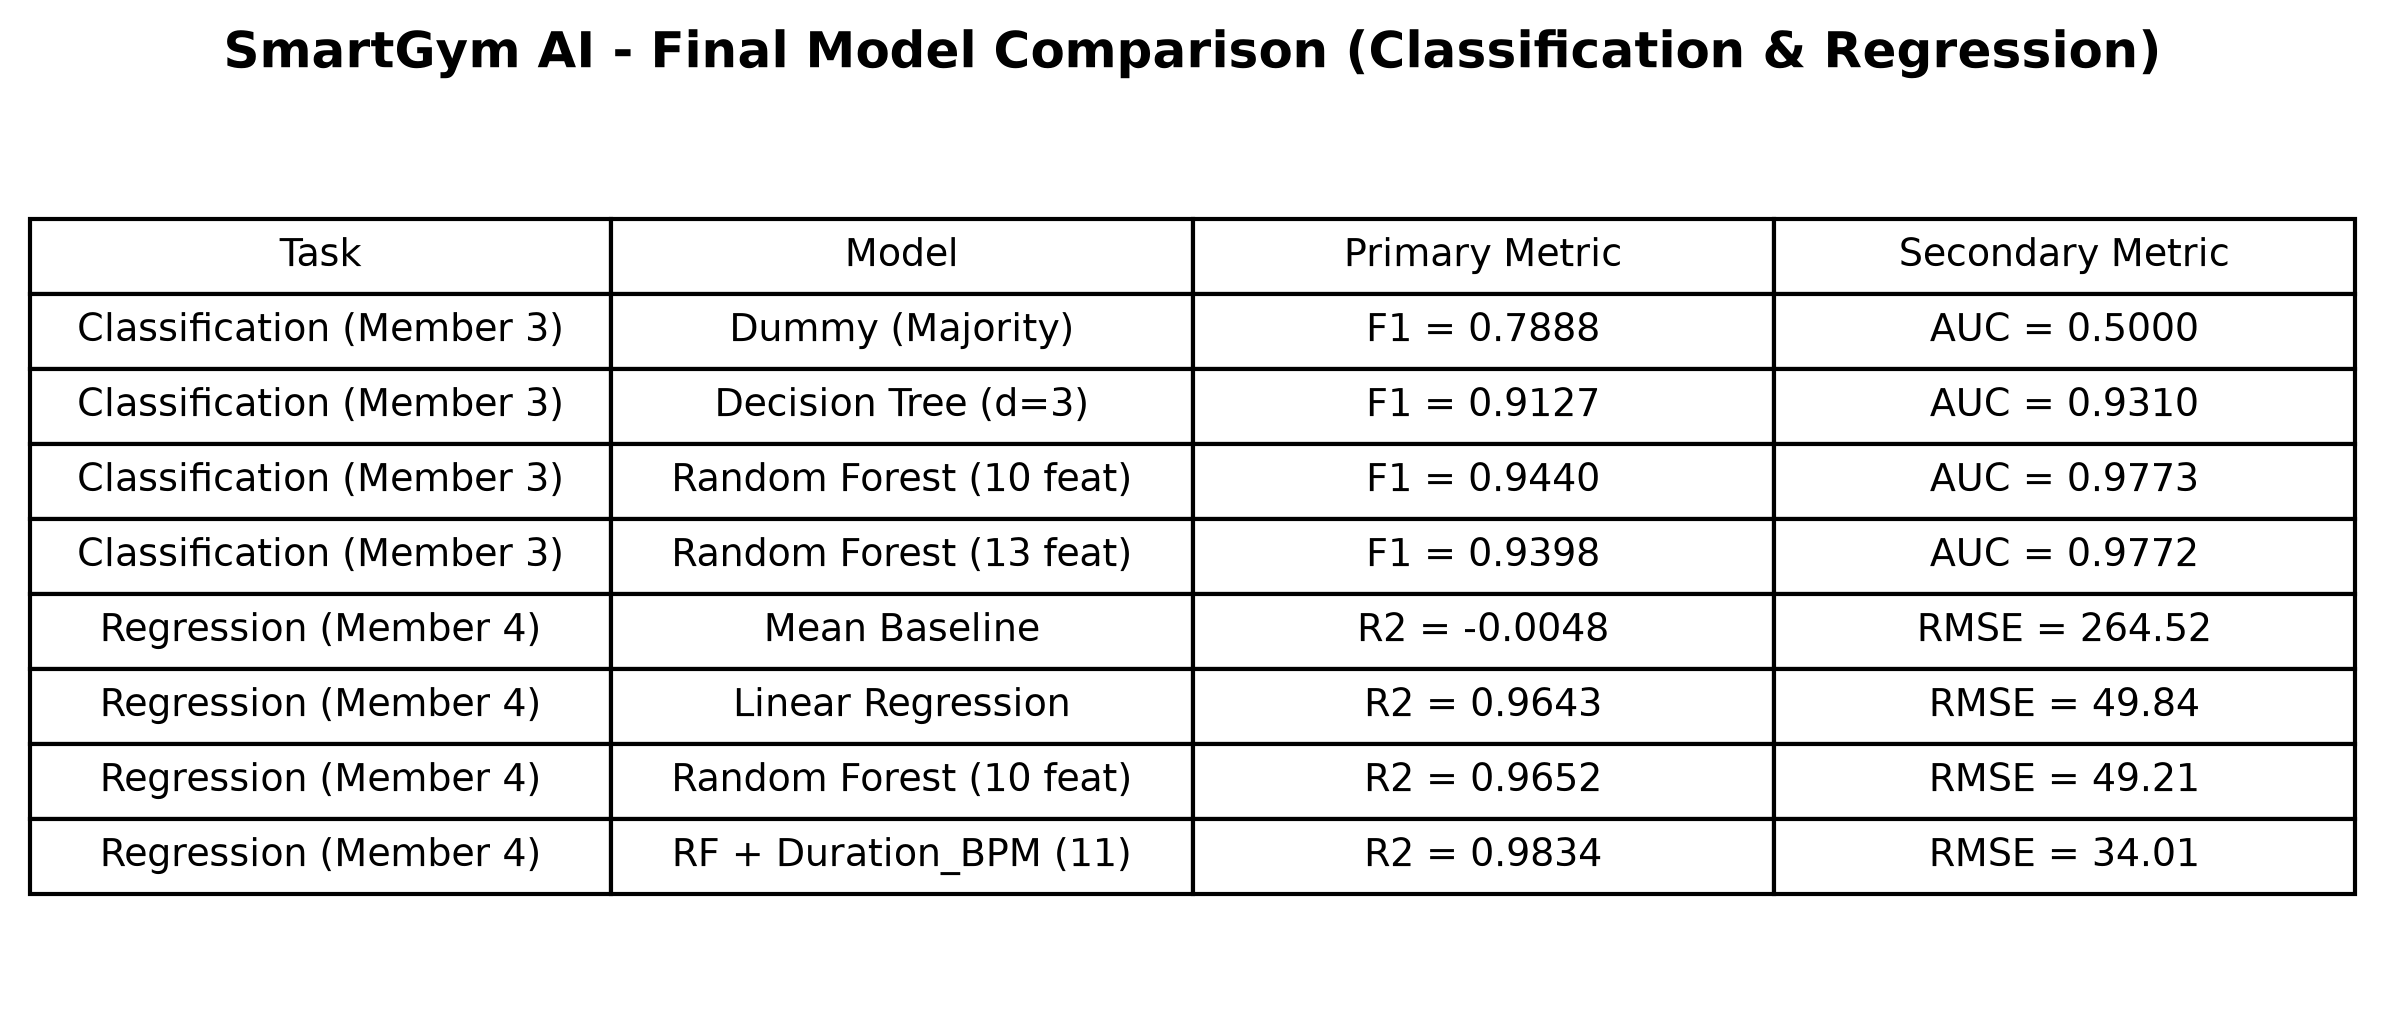 SmartGym AI - Final Model Comparison (Classification & Regression)
Task Model Primary Metric Secondary Metric
Classification (Member 3) Dummy (Majority) F1 = 0.7888 AUC = 0.5000
Classification (Member 3) Decision Tree (d=3) F1 = 0.9127 AUC = 0.9310
Classification (Member 3) Random Forest (10 feat) F1 = 0.9440 AUC = 0.9773
Classification (Member 3) Random Forest (13 feat) F1 = 0.9398 AUC = 0.9772
Regression (Member 4) Mean Baseline R2 = -0.0048 RMSE = 264.52
Regression (Member 4) Linear Regression R2 = 0.9643 RMSE = 49.84
Regression (Member 4) Random Forest (10 feat) R2 = 0.9652 RMSE = 49.21
Regression (Member 4) RF + Duration_BPM (11) R2 = 0.9834 RMSE = 34.01